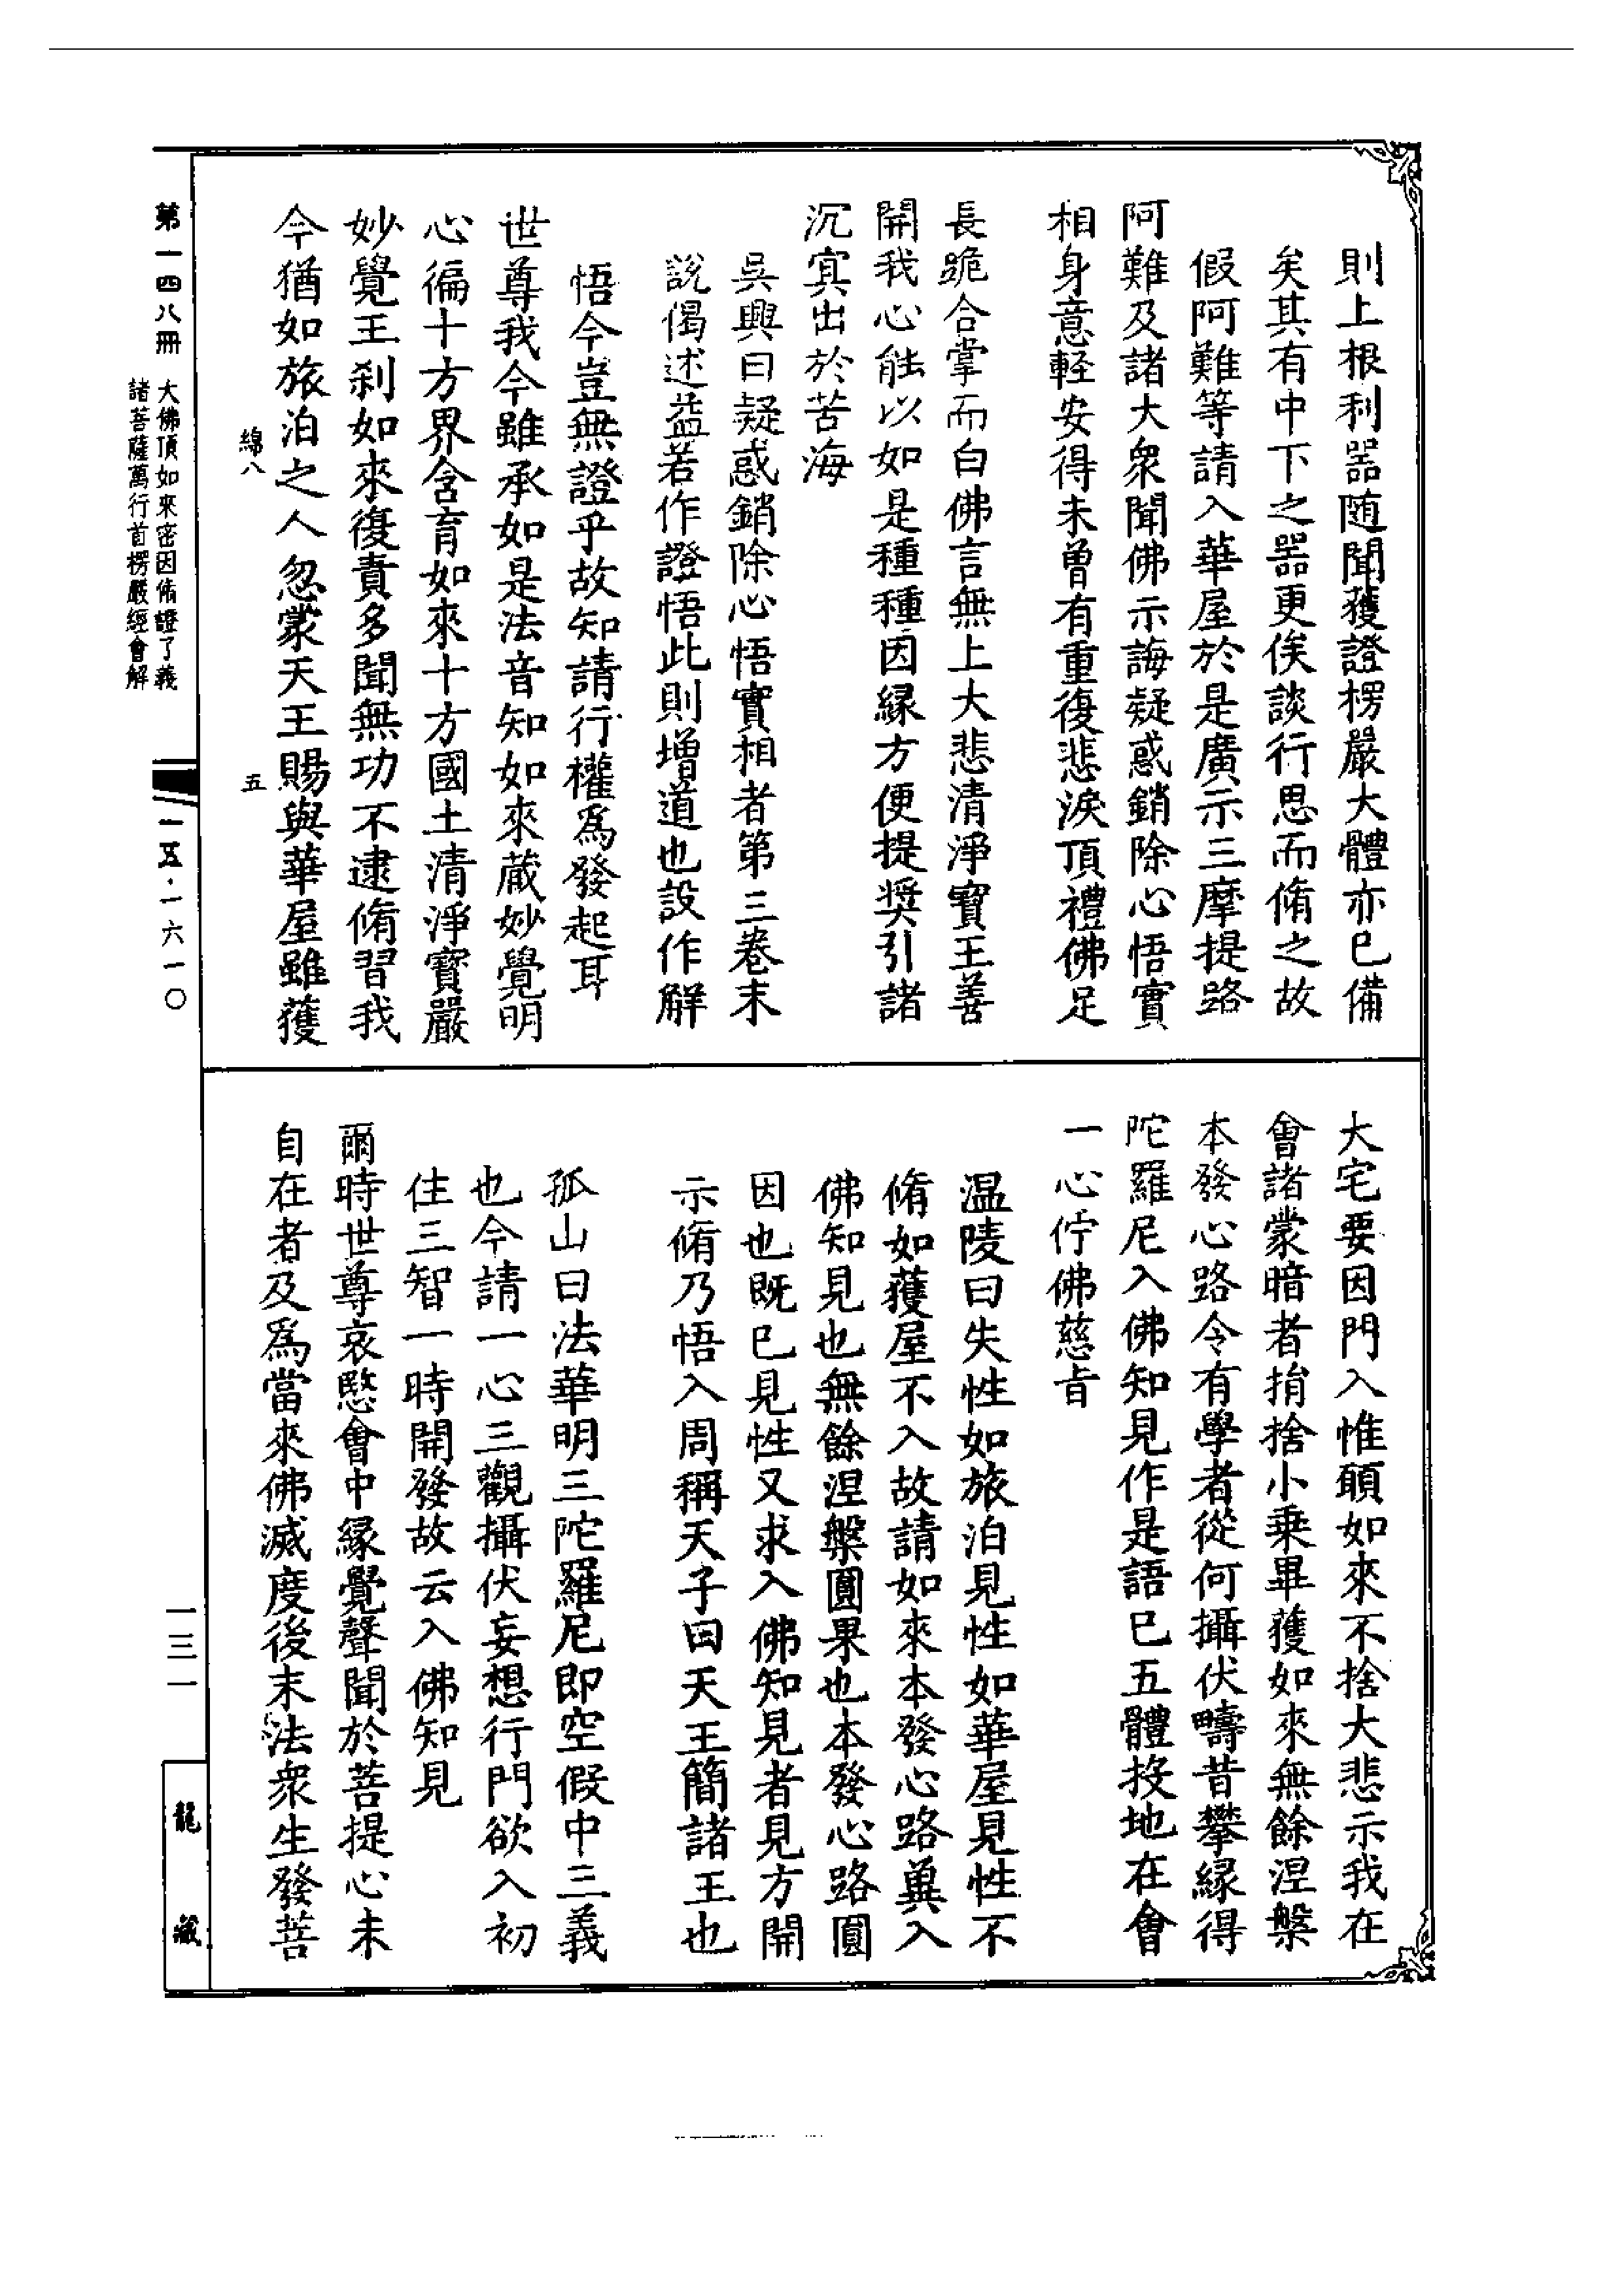 則上根利器随聞獲證楞嚴大體亦已備
矣其有中下之器更俟談行思而脩之故
假阿難等請入華屋於是廣示三摩提路
阿難及諸大衆聞佛示誨疑惑銷除心悟實
相身意軽安得未曾有重復悲淚頂禮佛足
長跪合掌而白佛言無上大悲清淨寶王善
開我心能以如是種種因縁方便提奬引諸
沉冥出於苦海
吳興曰疑惑銷除心悟實相者第三卷末
説偈述益若作證悟此則增道也設作解
悟今豈無證乎故知請行權爲發起耳
世尊我今雖承如是法音知如來蔵妙覺明
心徧十方界含育如來十方國土清淨寶嚴
妙覺王刹如來復責多聞無功不逮脩習我
今猶如旅泊之人忽蒙天王賜與華屋雖獲
綿八 五
大宅要因門入惟願如來不捨大悲示我在
會諸蒙暗者捐捨小乗畢獲如來無餘涅槃
本發心路令有學者從何攝伏疇昔攀緣得
陀羅尼入佛知見作是語已五體投地在會
一心佇佛慈旨
温陵曰失性如旅泊見性如華屋見性不
脩如獲屋不入故請如來本發心路兾入
佛知見也無餘涅槃圓果也本發心路圓
因也既已見性又求入佛知見者見方開
示脩乃悟入周稱天子曰天王簡諸王也
孤山曰法華明三陀羅尼即空假中三義
也今請一心三觀攝伏妄想行門欲入初
住三智一時開發故云入佛知見
爾時世尊哀愍會中縁覺聲聞於菩提心未
自在者及爲當來佛滅度後末法衆生發菩
第一四八冊 大佛頂如來密因脩證了義
諸菩薩萬行首楞嚴經會解
一五·一六一〇
一三一
龍藏